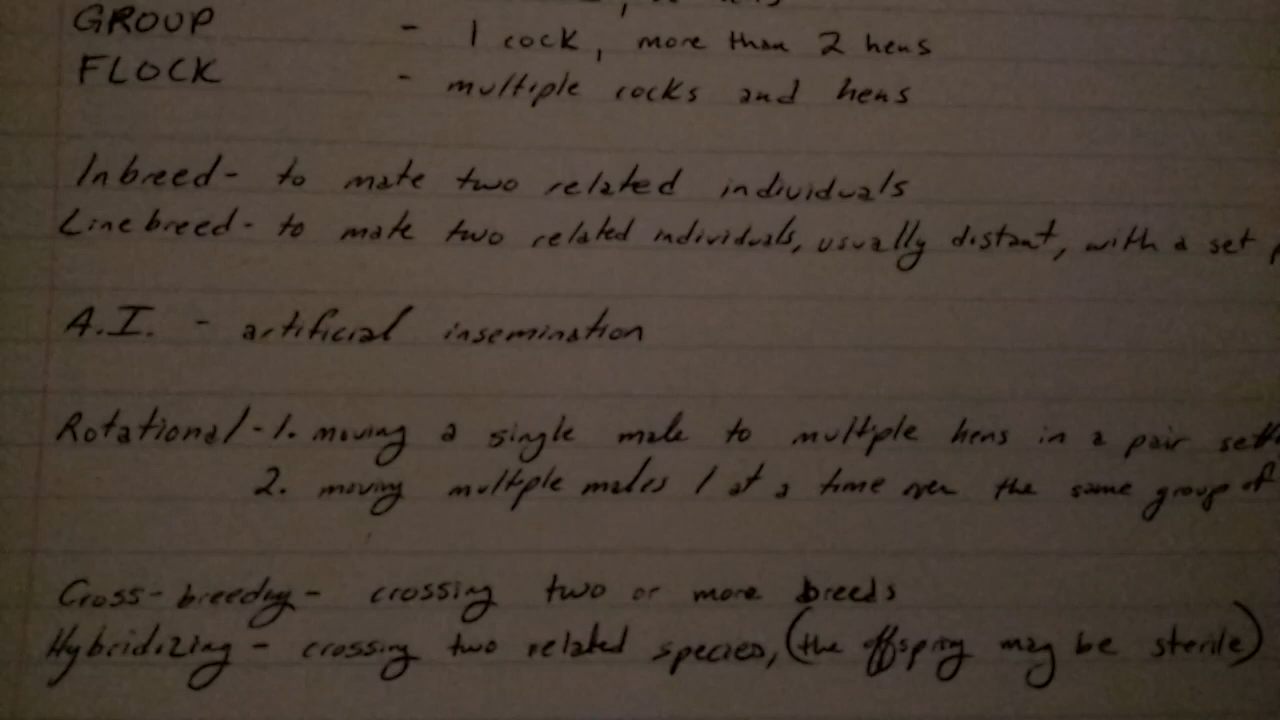 GROUP - 1 cock, more than 2 hens
FLOCK - multiple cocks and hens
Inbreed- to mate two related individuals
Linebreed- to mate two related individuals, usually distant, with a set
A.I. - artificial insemination
Rotational - 1. moving a single male to multiple hens in a pair
2. moving multiple males 1 at a time over the same group of
Cross-breeding - crossing two or more breeds
Hybridizing - crossing two related species, (the offspring may be sterile)